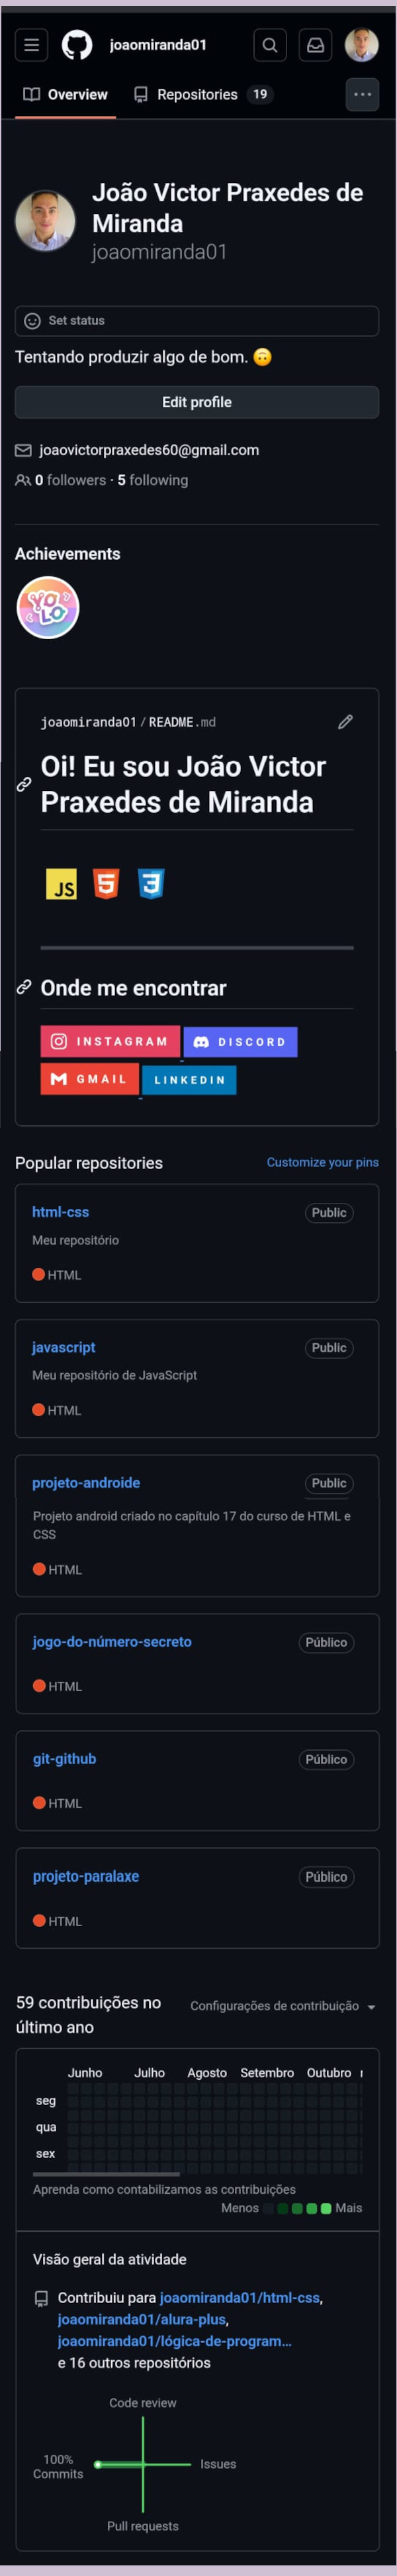 joaomiranda01
Overview Repositories 19
João Victor Praxedes de
Miranda
joaomiranda01
Set status
Tentando produzir algo de bom. 🙃
Edit profile
joaovictorpraxedes60@gmail.com
0 followers · 5 following
Achievements
YOLO
joaomiranda01/README.md
Oi! Eu sou João Victor
Praxedes de Miranda
JS 5 3
Onde me encontrar
INSTAGRAM DISCORD
GMAIL LINKEDIN
Popular repositories Customize your pins
html-css Public
Meu repositório
HTML
javascript Public
Meu repositório de JavaScript
HTML
projeto-androide Public
Projeto android criado no capítulo 17 do curso de HTML e
CSS
HTML
jogo-do-número-secreto Público
HTML
git-github Público
HTML
projeto-paralaxe Público
HTML
59 contribuições no Configurações de contribuição
último ano
Junho Julho Agosto Setembro Outubro
seg
qua
sex
Aprenda como contabilizamos as contribuições
Menos Mais
Visão geral da atividade
Contribuiu para joaomiranda01/html-css,
joaomiranda01/alura-plus,
joaomiranda01/lógica-de-program...
e 16 outros repositórios
Code review
100%
Commits
Issues
Pull requests